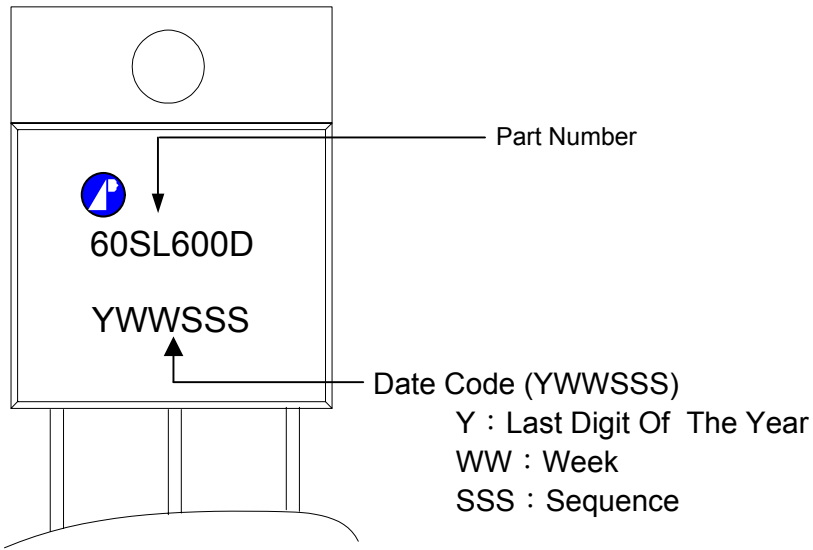 Part Number
60SL600D
YWWSSS
Date Code (YWWSSS)
Y：Last Digit Of The Year
WW：Week
SSS：Sequence